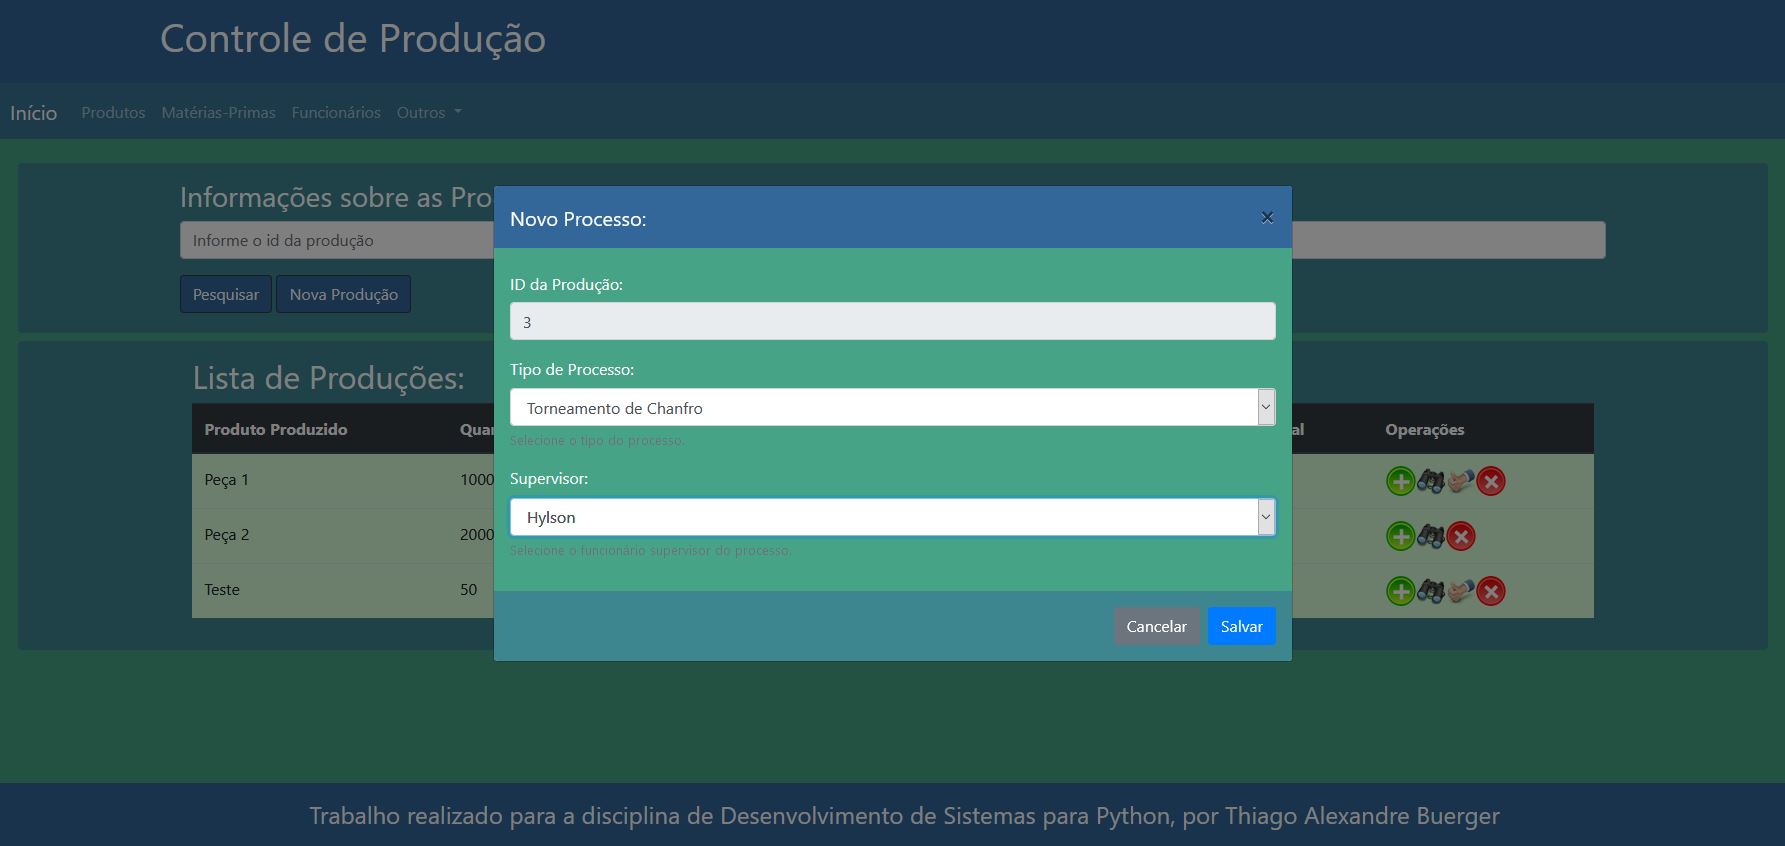 Controle de Produção
Início Produtos Matérias-Primas Funcionários Outros
Informações sobre as
Informe o id da produção
Pesquisar Nova Produção
Novo Processo:
×
ID da Produção:
3
Tipo de Processo:
Torneamento de Chanfro
Selecione o tipo do processo.
Supervisor:
Hylson
Selecione o funcionário supervisor do processo.
Cancelar Salvar
Lista de Produções:
Produto Produzido Operações
Peça 1 1000
Peça 2 2000
Teste 50
Trabalho realizado para a disciplina de Desenvolvimento de Sistemas para Python, por Thiago Alexandre Buerger